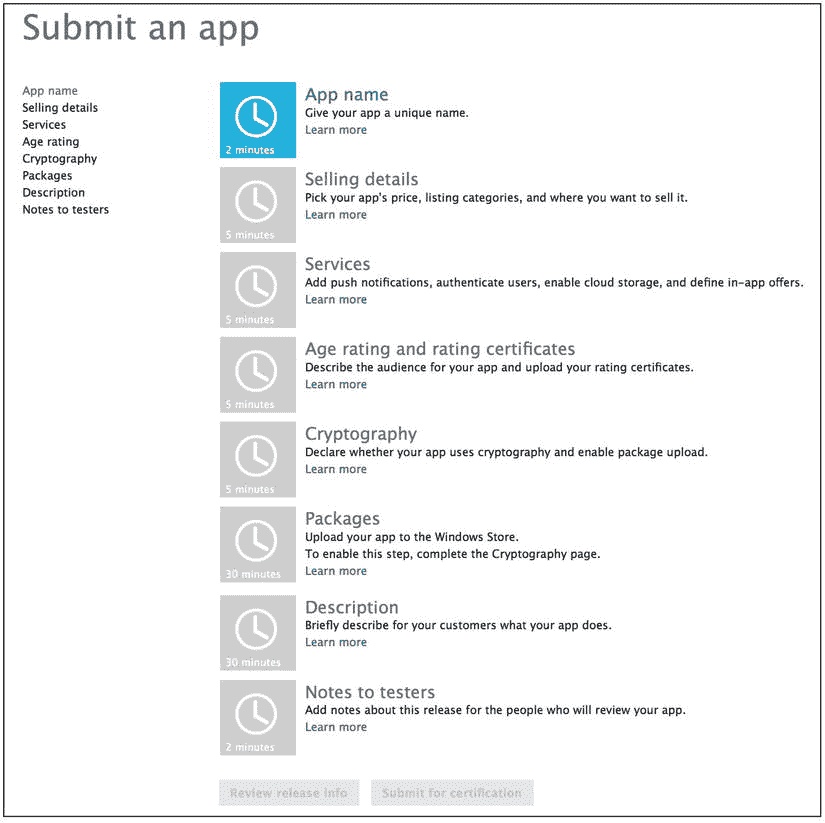 Submit an app
App name
Selling details
Services
Age rating
Cryptography
Packages
Description
Notes to testers
App name
Give your app a unique name.
Learn more
2 minutes
Selling details
Pick your app's price, listing categories, and where you want to sell it.
Learn more
5 minutes
Services
Add push notifications, authenticate users, enable cloud storage, and define in-app offers.
Learn more
5 minutes
Age rating and rating certificates
Describe the audience for your app and upload your rating certificates.
Learn more
5 minutes
Cryptography
Declare whether your app uses cryptography and enable package upload.
Learn more
5 minutes
Packages
Upload your app to the Windows Store.
To enable this step, complete the Cryptography page.
Learn more
30 minutes
Description
Briefly describe for your customers what your app does.
Learn more
30 minutes
Notes to testers
Add notes about this release for the people who will review your app.
Learn more
2 minutes
Review release info
Submit for certification